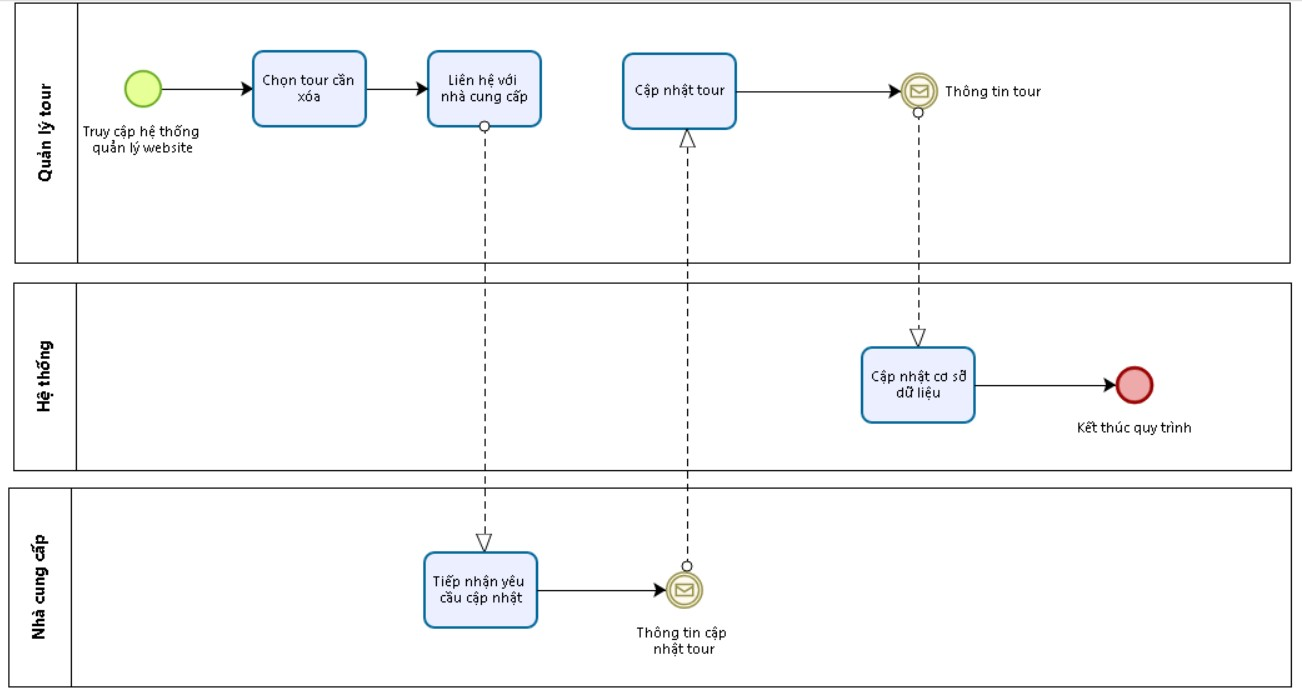 Quản lý tour
Chọn tour cần
xóa
Liên hệ với
nhà cung cấp
Cập nhật tour
Thông tin tour
Truy cập hệ thống
quản lý website
Hệ thống
Cập nhật cơ sỡ
dữ liệu
Kết thúc quy trình
Nhà cung cấp
Tiếp nhận yêu
cầu cập nhật
Thông tin cập
nhật tour